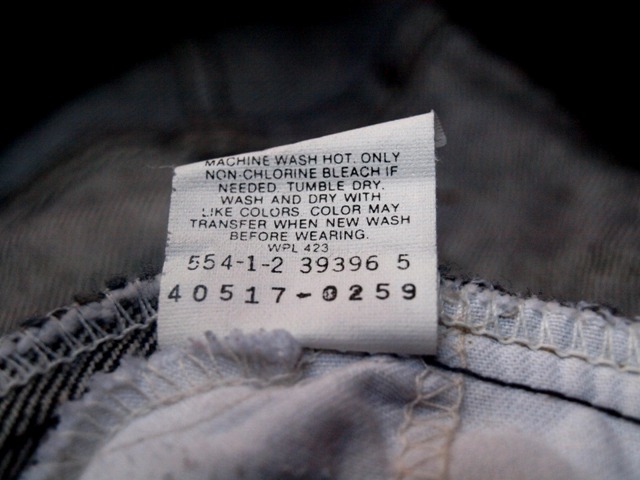 MACHINE WASH HOT. ONLY
NON-CHLORINE BLEACH IF
NEEDED. TUMBLE DRY.
WASH AND DRY WITH
LIKE COLORS. COLOR MAY
TRANSFER WHEN NEW WASH
BEFORE WEARING.
WPL 423
554-1-2 39396 5
40517-0259